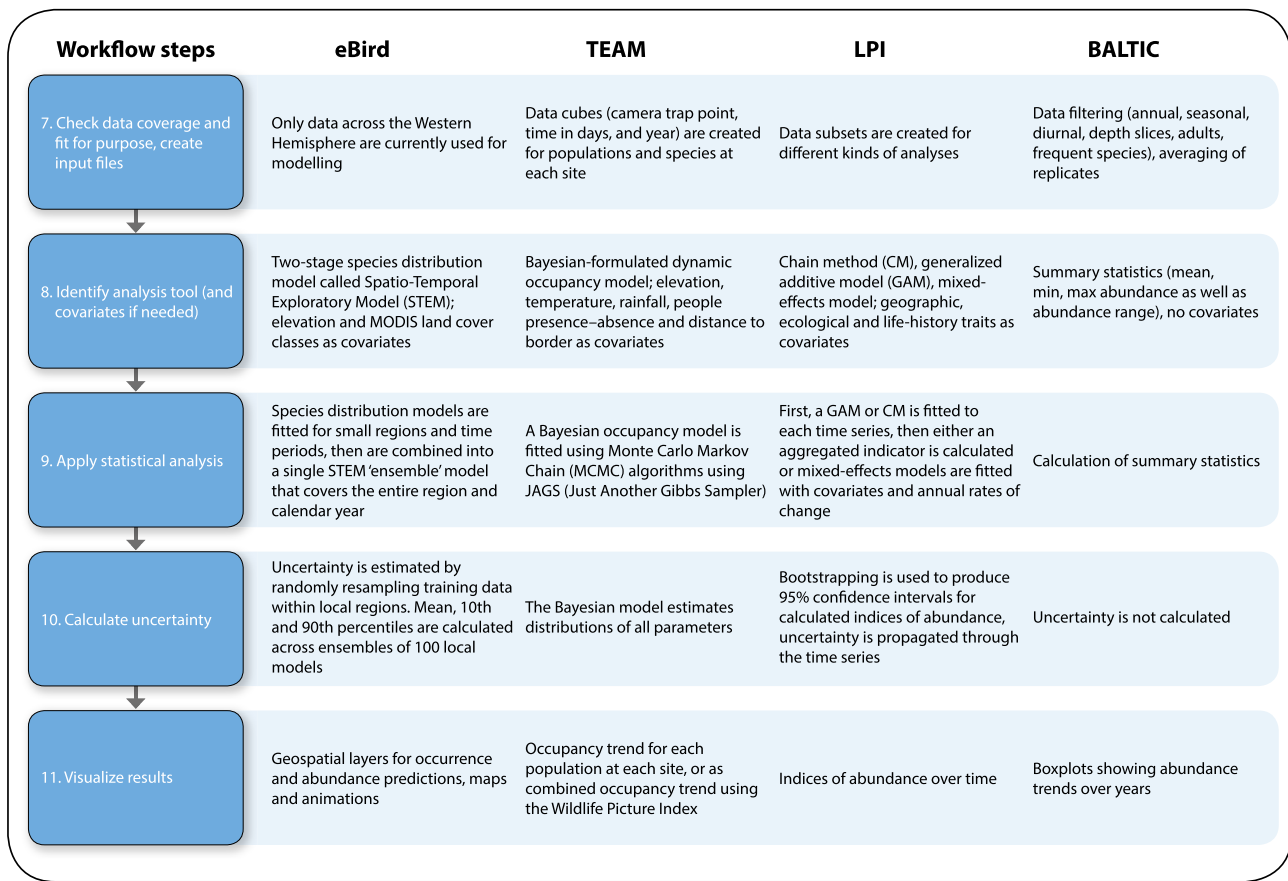 Workflow steps
eBird
TEAM
LPI
BALTIC
7. Check data coverage and
fit for purpose, create
input files
Only data across the Western
Hemisphere are currently used for
modelling
Data cubes (camera trap point,
time in days, and year) are created
for populations and species at
each site
Data subsets are created for
different kinds of analyses
Data filtering (annual, seasonal,
diurnal, depth slices, adults,
frequent species), averaging of
replicates
8. Identify analysis tool (and
covariates if needed)
Two-stage species distribution
model called Spatio-Temporal
Exploratory Model (STEM);
elevation and MODIS land cover
classes as covariates
Bayesian-formulated dynamic
occupancy model; elevation,
temperature, rainfall, people
presence–absence and distance to
border as covariates
Chain method (CM), generalized
additive model (GAM), mixed-
effects model; geographic,
ecological and life-history traits as
covariates
Summary statistics (mean,
min, max abundance as well as
abundance range), no covariates
9. Apply statistical analysis
Species distribution models are
fitted for small regions and time
periods, then are combined into
a single STEM ‘ensemble’ model
that covers the entire region and
calendar year
A Bayesian occupancy model is
fitted using Monte Carlo Markov
Chain (MCMC) algorithms using
JAGS (Just Another Gibbs Sampler)
First, a GAM or CM is fitted to
each time series, then either an
aggregated indicator is calculated
or mixed-effects models are fitted
with covariates and annual rates of
change
Calculation of summary statistics
10. Calculate uncertainty
Uncertainty is estimated by
randomly resampling training data
within local regions. Mean, 10th
and 90th percentiles are calculated
across ensembles of 100 local
models
The Bayesian model estimates
distributions of all parameters
Bootstrapping is used to produce
95% confidence intervals for
calculated indices of abundance,
uncertainty is propagated through
the time series
Uncertainty is not calculated
11. Visualize results
Geospatial layers for occurrence
and abundance predictions, maps
and animations
Occupancy trend for each
population at each site, or as
combined occupancy trend using
the Wildlife Picture Index
Indices of abundance over time
Boxplots showing abundance
trends over years